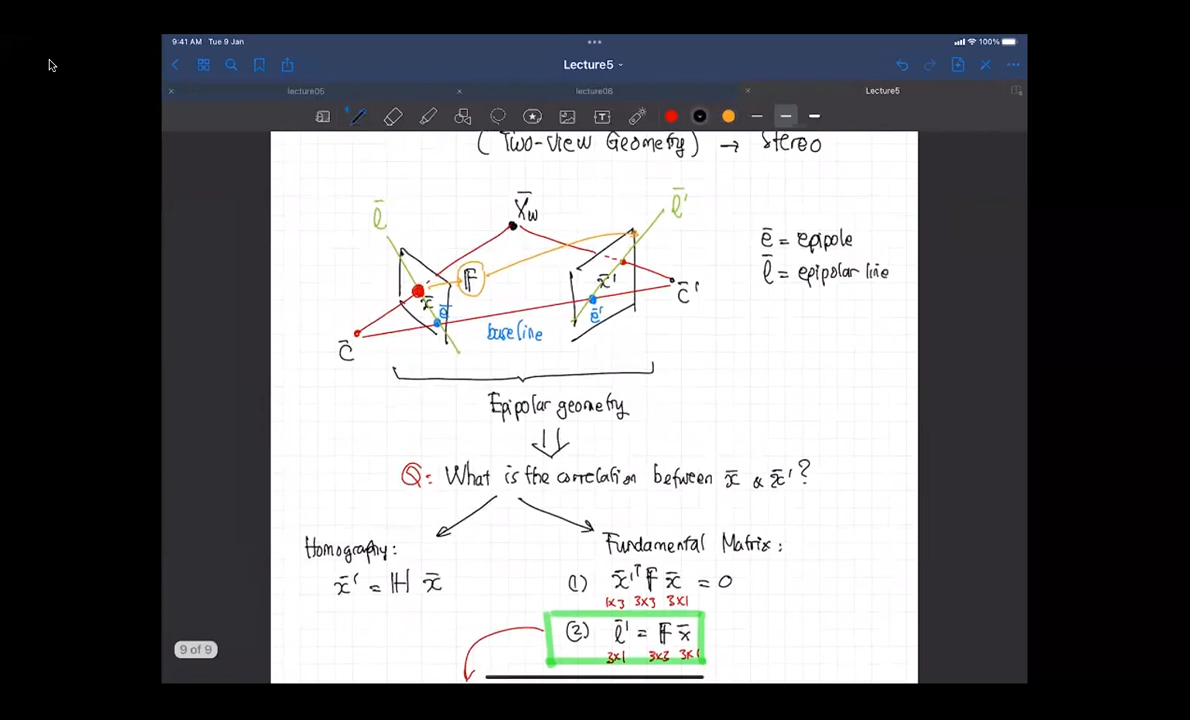 9:41 AM Tue 9 Jan
100%
Lecture5
lecture05
lecture06
Lecture5
(Two-View Geometry) → Stereo
X̄w
l̄
l̄'
F
x̄
x̄'
ē
ē'
C̄
C̄'
baseline
ē = epipole
l̄ = epipolar line
Epipolar geometry
Q: What is the correlation between x̄ & x̄'?
Homography:
x̄' = H x̄
Fundamental Matrix:
(1) x̄'ᵀ F x̄ = 0
1x3 3x3 3x1
(2) l̄' = F x̄
3x1 3x3 3x1
9 of 9